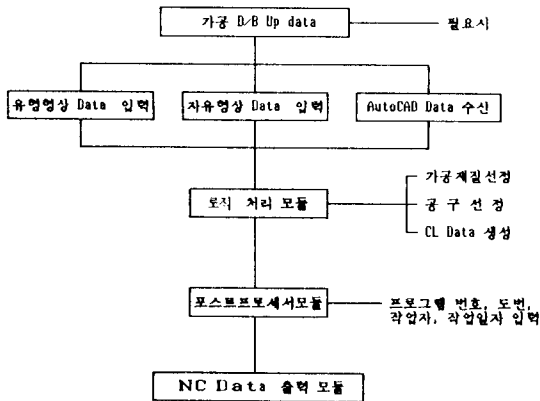 가공 D/B Up data
필요시
유형형상 Data 입력
자유형상 Data 입력
AutoCAD Data 수신
가공재질선정
로직 처리 모듈
공 구 선 정
CL Data 생성
포스트프로세서모듈
프로그램 번호, 도번,
작업자, 작업일자 입력
NC Data 출력 모듈